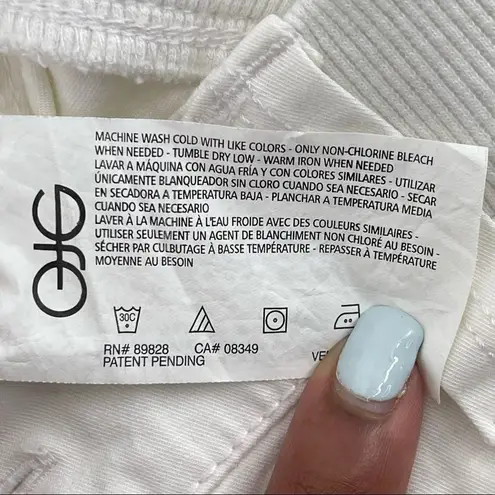 MACHINE WASH COLD WITH LIKE COLORS - ONLY NON-CHLORINE BLEACH
WHEN NEEDED - TUMBLE DRY LOW - WARM IRON WHEN NEEDED
LAVAR A MÁQUINA CON AGUA FRÍA Y CON COLORES SIMILARES - UTILIZAR
ÚNICAMENTE BLANQUEADOR SIN CLORO CUANDO SEA NECESARIO - SECAR
EN SECADORA A TEMPERATURA BAJA - PLANCHAR A TEMPERATURA MEDIA
CUANDO SEA NECESARIO
LAVER À LA MACHINE À L'EAU FROIDE AVEC DES COULEURS SIMILAIRES -
UTILISER SEULEMENT UN AGENT DE BLANCHIMENT NON CHLORÉ AU BESOIN -
SÉCHER PAR CULBUTAGE À BASSE TEMPÉRATURE - REPASSER À TEMPÉRATURE
MOYENNE AU BESOIN
30C
RN# 89828 CA# 08349
PATENT PENDING